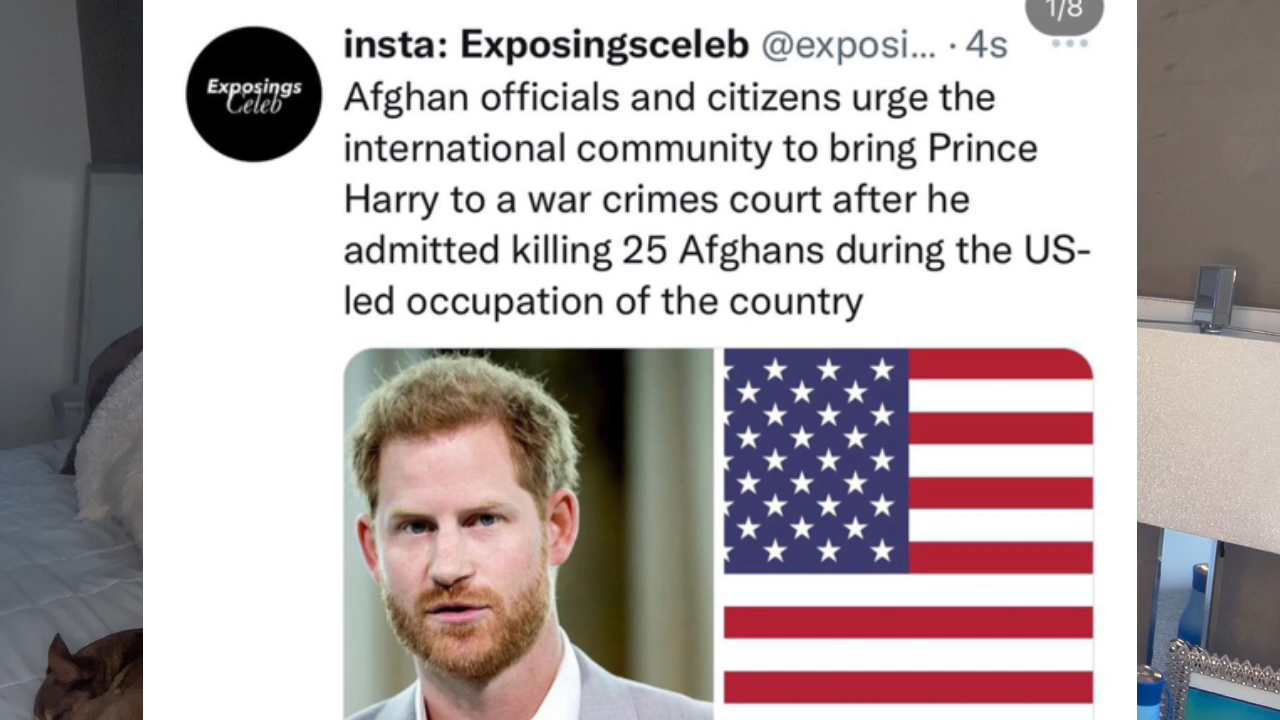 1/8
insta: Exposingsceleb @exposi... · 4s
Exposings
Celeb
Afghan officials and citizens urge the
international community to bring Prince
Harry to a war crimes court after he
admitted killing 25 Afghans during the US-
led occupation of the country